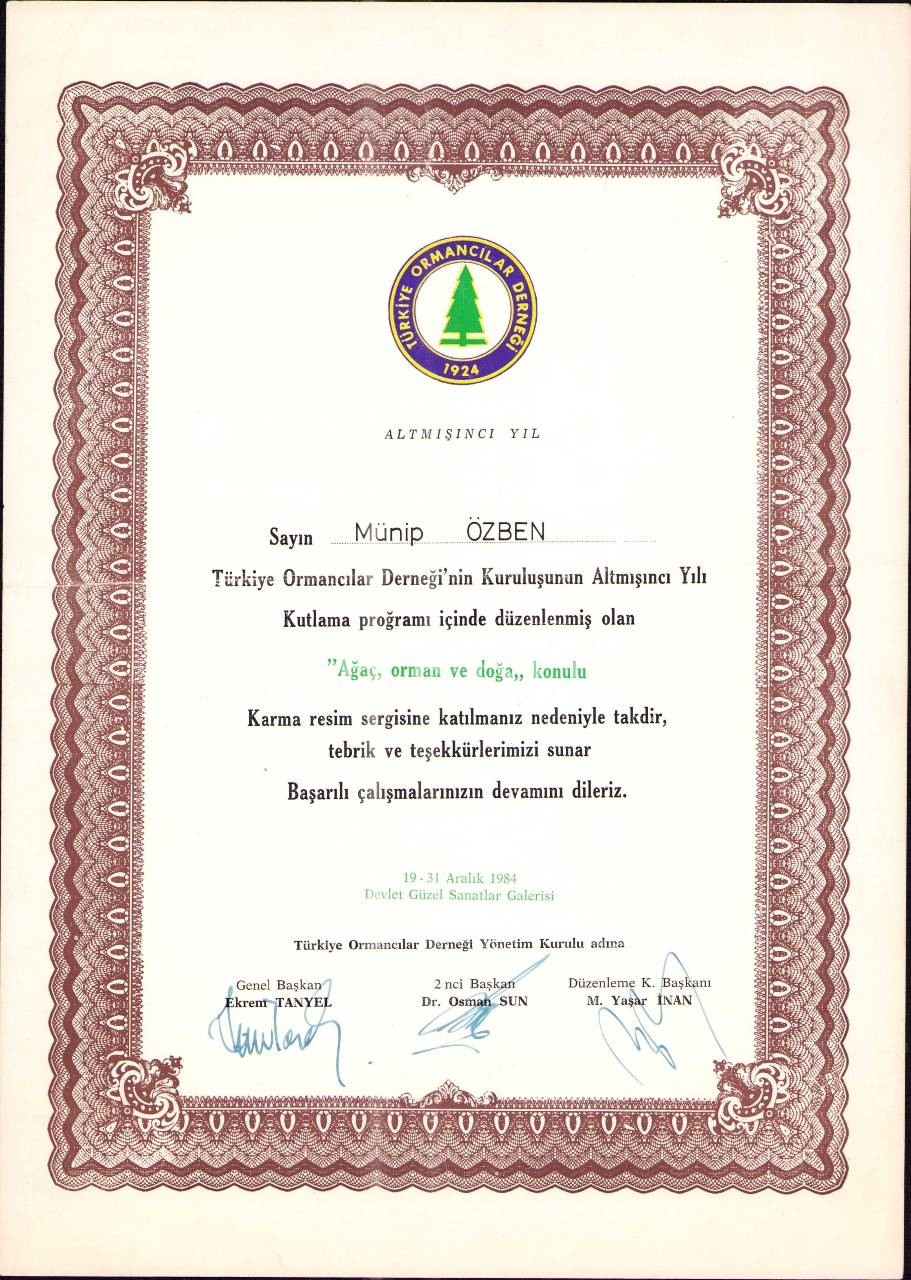 TÜRKİYE ORMANCILAR DERNEĞİ
1924
ALTMIŞINCI YIL
Sayın Münip ÖZBEN
Türkiye Ormancılar Derneği'nin Kuruluşunun Altmışıncı Yılı
Kutlama proğramı içinde düzenlenmiş olan
”Ağaç, orman ve doğa,, konulu
Karma resim sergisine katılmanız nedeniyle takdir,
tebrik ve teşekkürlerimizi sunar
Başarılı çalışmalarınızın devamını dileriz.
19 - 31 Aralık 1984
Devlet Güzel Sanatlar Galerisi
Türkiye Ormancılar Derneği Yönetim Kurulu adına
Genel Başkan 2 nci Başkan Düzenleme K. Başkanı
Ekrem TANYEL Dr. Osman SUN M. Yaşar İNAN